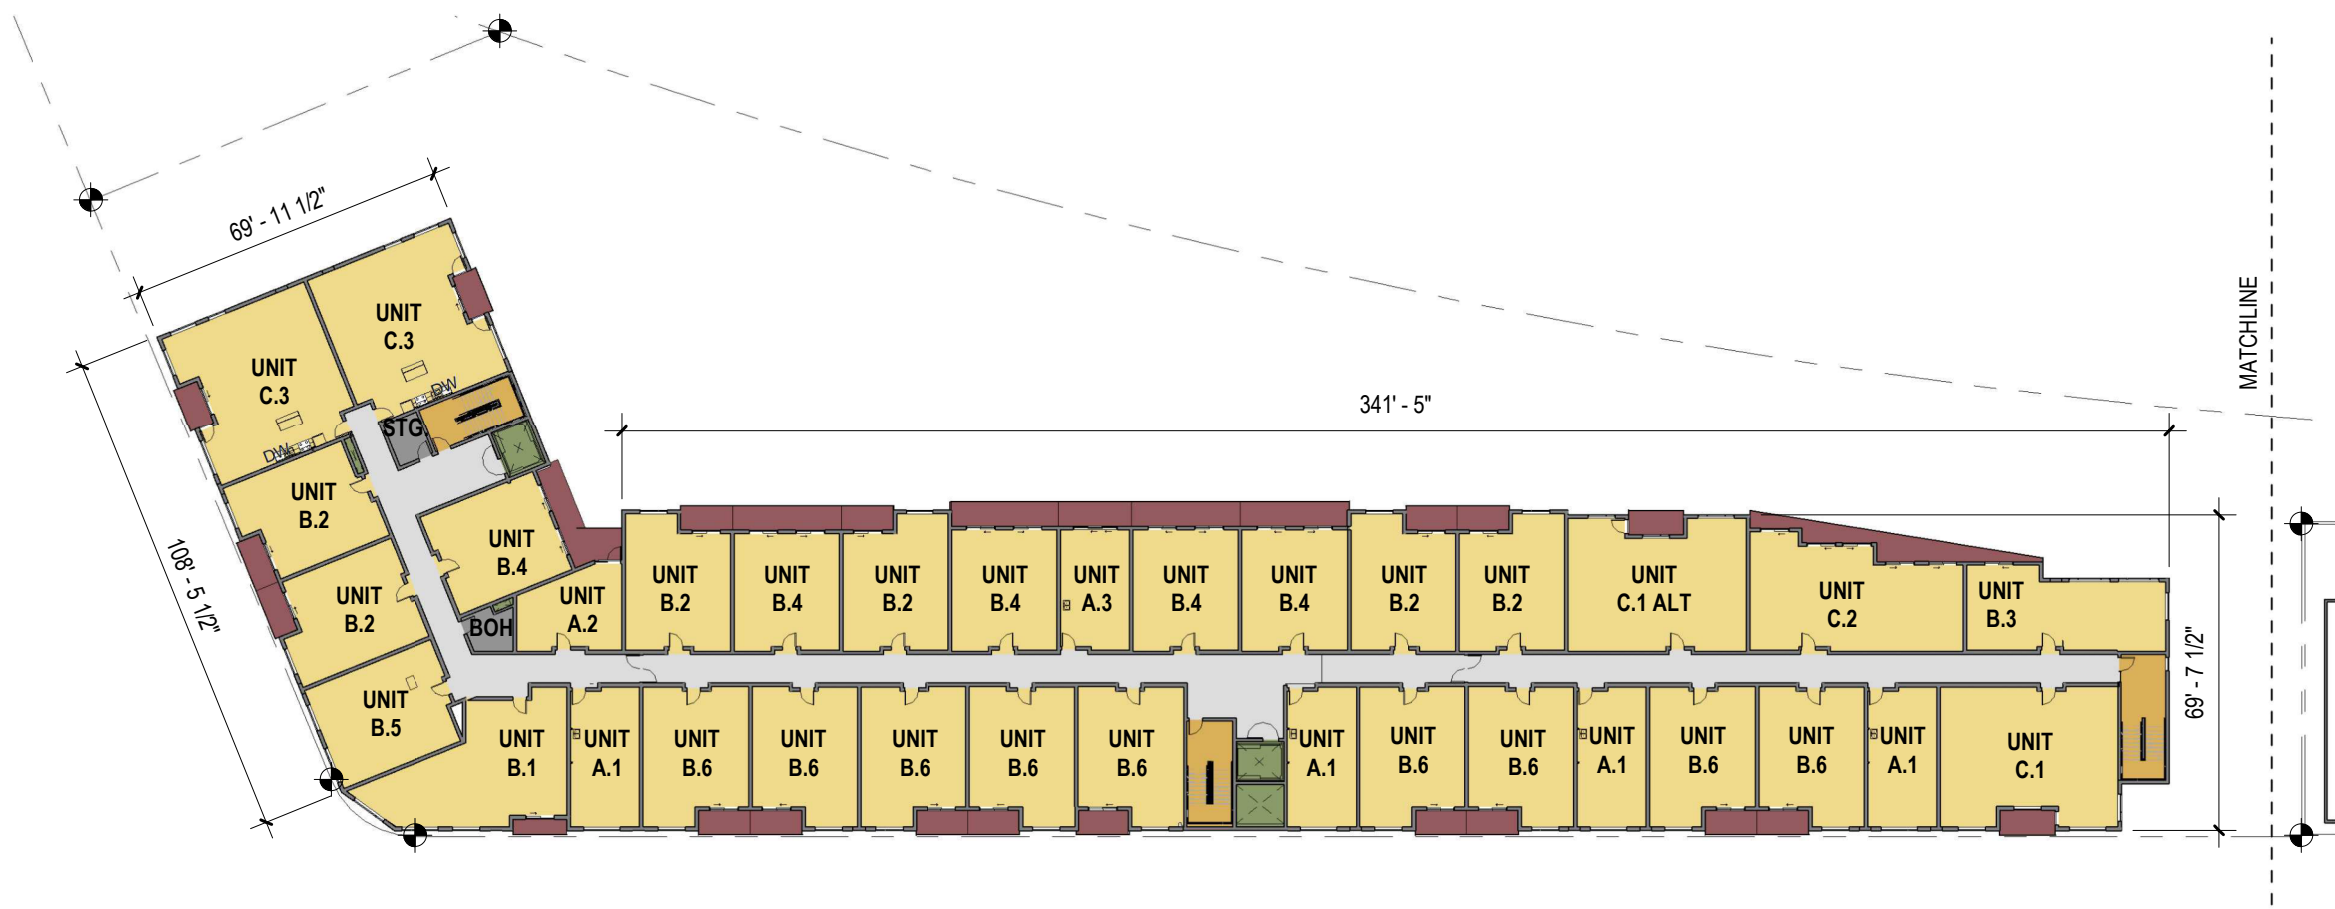 69' - 11 1/2"
MATCHLINE
UNIT
C.3
UNIT
C.3
DW
341' - 5"
STG.
DW
UNIT
B.2
UNIT
B.4
108' - 5 1/2"
UNIT
B.2
UNIT
A.2
BOH
UNIT
B.2
UNIT
B.4
UNIT
B.2
UNIT
B.4
UNIT
A.3
UNIT
B.4
UNIT
B.4
UNIT
B.2
UNIT
B.2
UNIT
C.1 ALT
UNIT
C.2
UNIT
B.3
69' - 7 1/2"
UNIT
B.5
UNIT
B.1
UNIT
A.1
UNIT
B.6
UNIT
B.6
UNIT
B.6
UNIT
B.6
UNIT
B.6
UNIT
A.1
UNIT
B.6
UNIT
B.6
UNIT
A.1
UNIT
B.6
UNIT
B.6
UNIT
A.1
UNIT
C.1